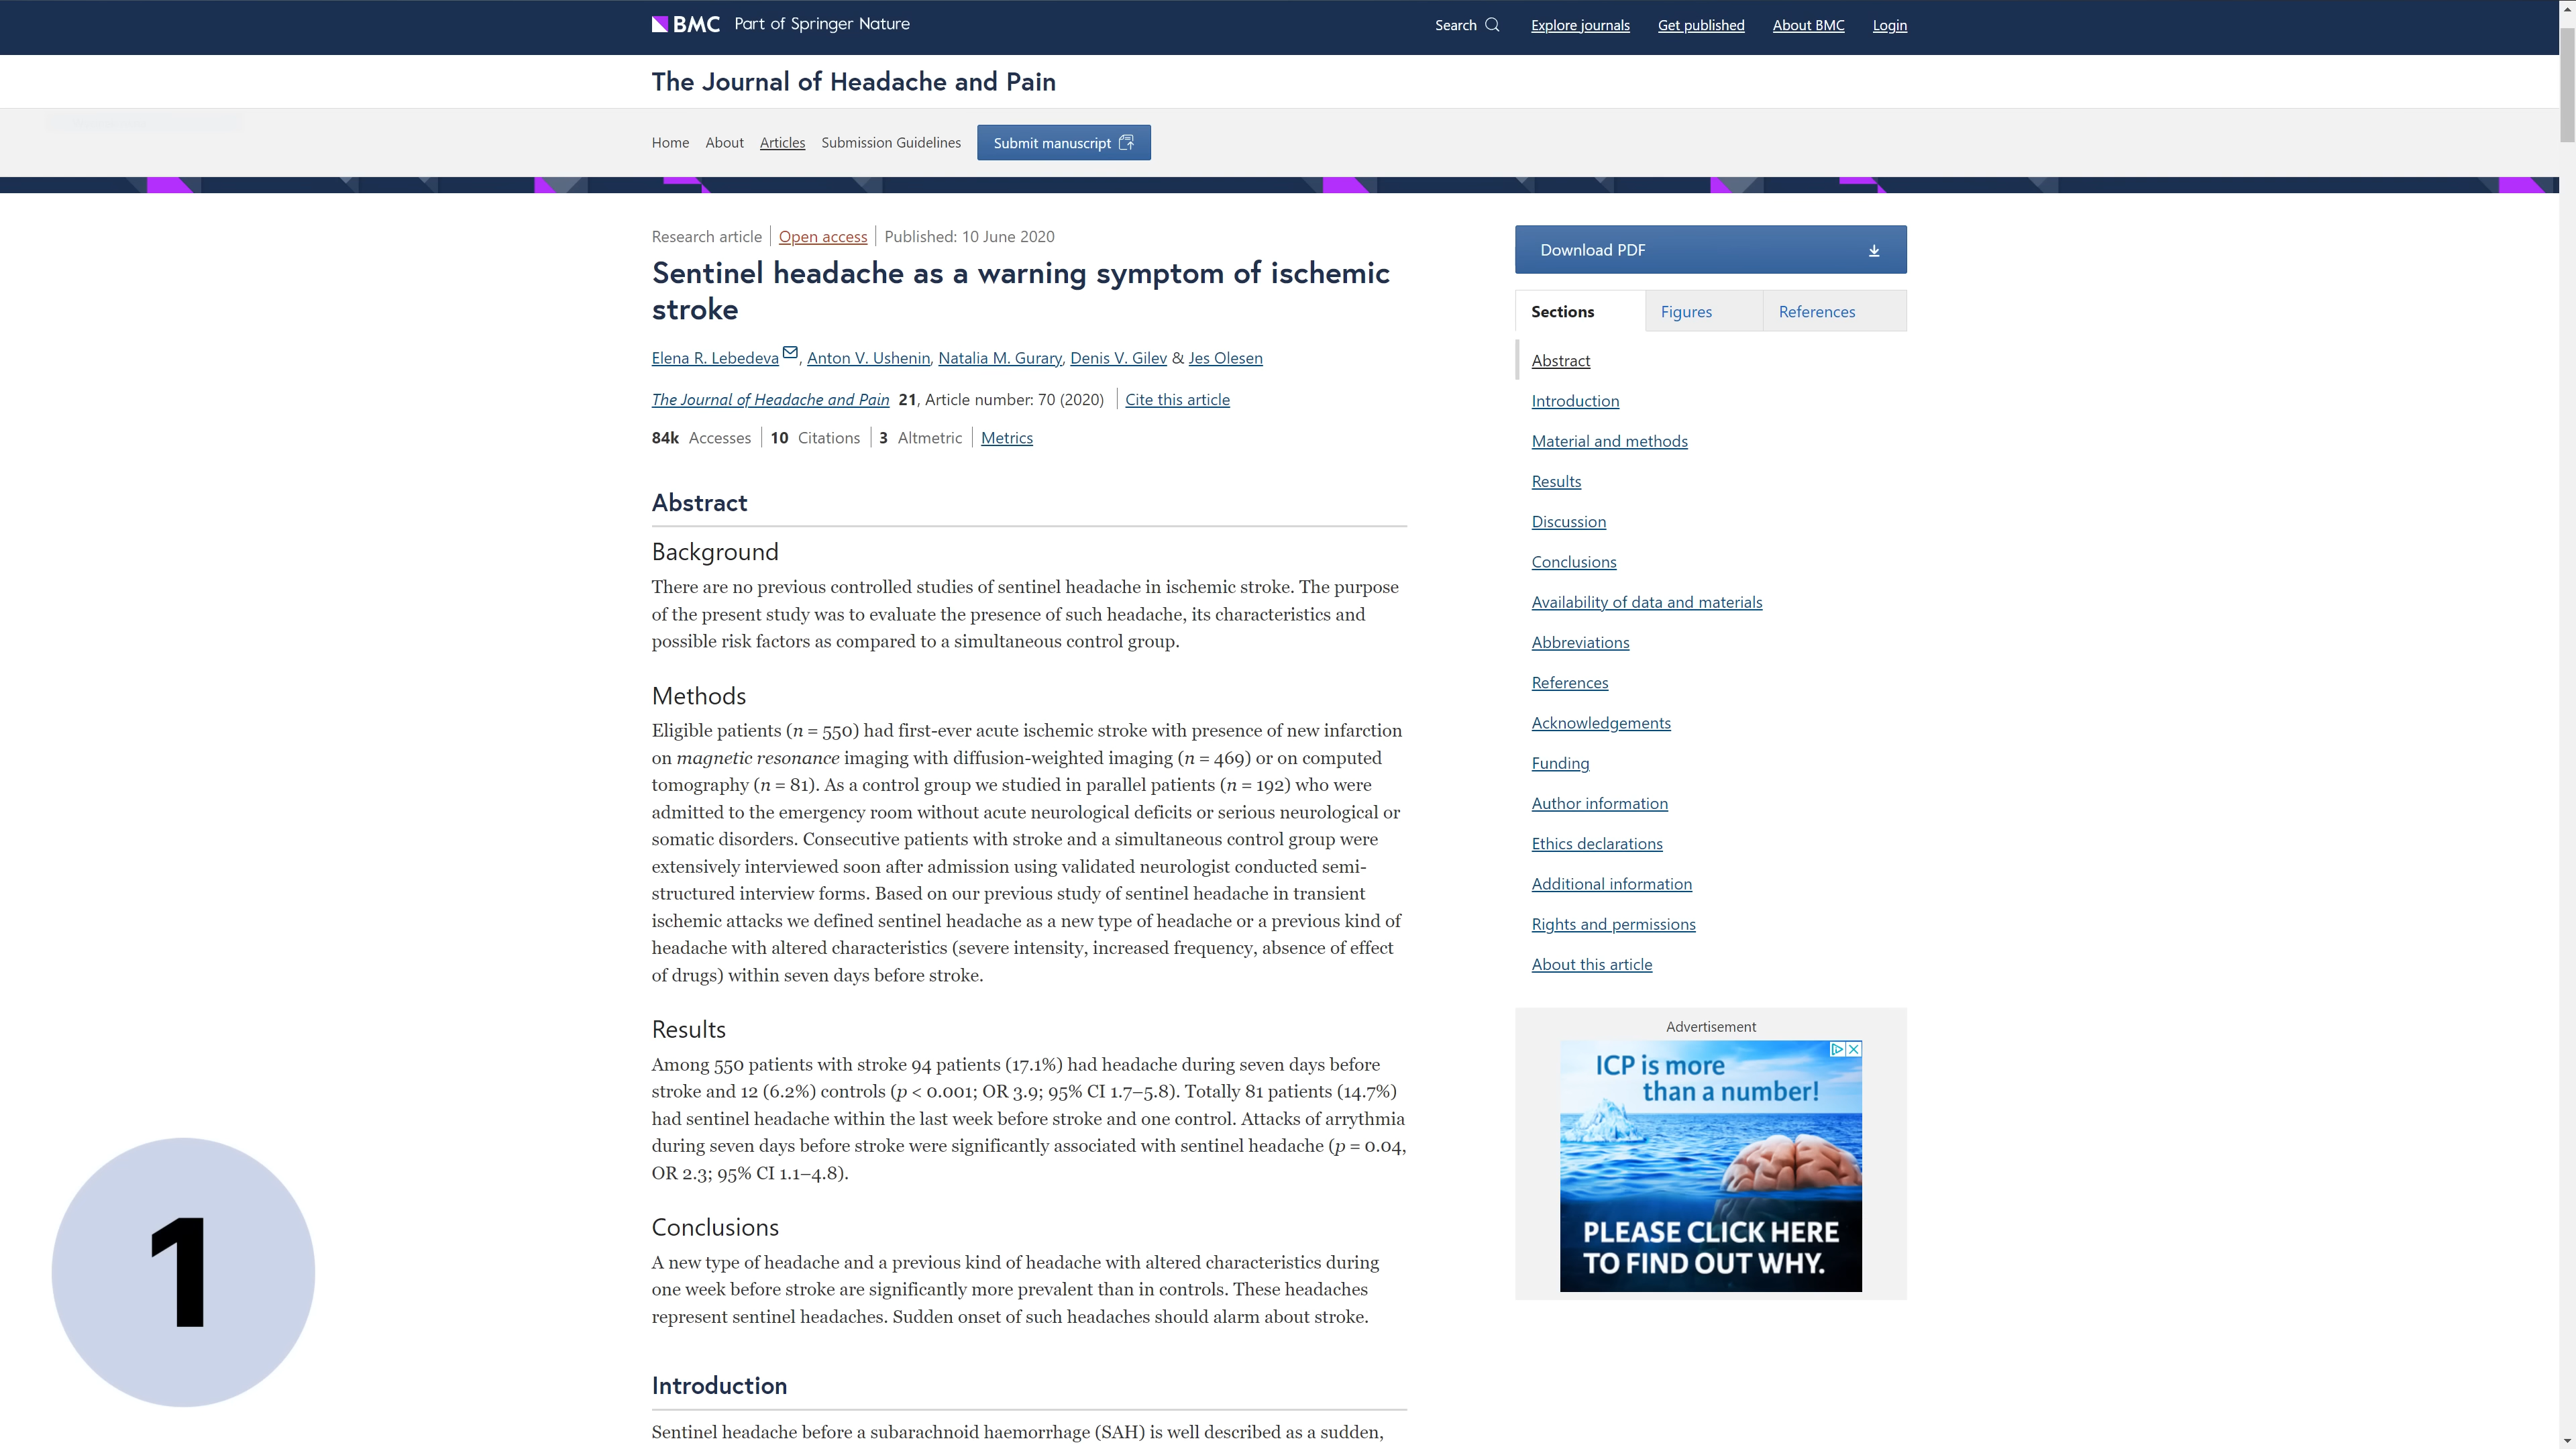 BMC Part of Springer Nature
Search Explore journals Get published About BMC Login
The Journal of Headache and Pain
Home About Articles Submission Guidelines Submit manuscript
Research article Open access Published: 10 June 2020
Sentinel headache as a warning symptom of ischemic
stroke
Elena R. Lebedeva, Anton V. Ushenin, Natalia M. Gurary, Denis V. Gilev & Jes Olesen
The Journal of Headache and Pain 21, Article number: 70 (2020) Cite this article
84k Accesses 10 Citations 3 Altmetric Metrics
Abstract
Background
There are no previous controlled studies of sentinel headache in ischemic stroke. The purpose
of the present study was to evaluate the presence of such headache, its characteristics and
possible risk factors as compared to a simultaneous control group.
Methods
Eligible patients (n = 550) had first-ever acute ischemic stroke with presence of new infarction
on magnetic resonance imaging with diffusion-weighted imaging (n = 469) or on computed
tomography (n = 81). As a control group we studied in parallel patients (n = 192) who were
admitted to the emergency room without acute neurological deficits or serious neurological or
somatic disorders. Consecutive patients with stroke and a simultaneous control group were
extensively interviewed soon after admission using validated neurologist conducted semi-
structured interview forms. Based on our previous study of sentinel headache in transient
ischemic attacks we defined sentinel headache as a new type of headache or a previous kind of
headache with altered characteristics (severe intensity, increased frequency, absence of effect
of drugs) within seven days before stroke.
Results
Among 550 patients with stroke 94 patients (17.1%) had headache during seven days before
stroke and 12 (6.2%) controls (p < 0.001; OR 3.9; 95% CI 1.7–5.8). Totally 81 patients (14.7%)
had sentinel headache within the last week before stroke and one control. Attacks of arrythmia
during seven days before stroke were significantly associated with sentinel headache (p = 0.04,
OR 2.3; 95% CI 1.1–4.8).
Conclusions
A new type of headache and a previous kind of headache with altered characteristics during
one week before stroke are significantly more prevalent than in controls. These headaches
represent sentinel headaches. Sudden onset of such headaches should alarm about stroke.
Introduction
Sentinel headache before a subarachnoid haemorrhage (SAH) is well described as a sudden,
Download PDF
Sections Figures References
Abstract
Introduction
Material and methods
Results
Discussion
Conclusions
Availability of data and materials
Abbreviations
References
Acknowledgements
Funding
Author information
Ethics declarations
Additional information
Rights and permissions
About this article
Advertisement
ICP is more
than a number!
PLEASE CLICK HERE
TO FIND OUT WHY.
1